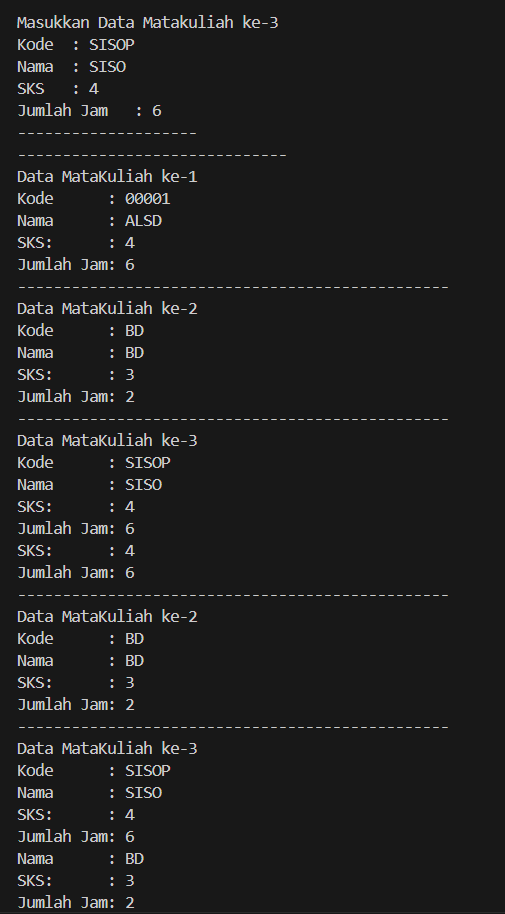 Masukkan Data Matakuliah ke-3
Kode  : SISOP
Nama  : SISO
SKS   : 4
Jumlah Jam   : 6
--------------------
------------------------------
Data MataKuliah ke-1
Kode      : 00001
Nama      : ALSD
SKS:      : 4
Jumlah Jam: 6
------------------------------------------------
Data MataKuliah ke-2
Kode      : BD
Nama      : BD
SKS:      : 3
Jumlah Jam: 2
------------------------------------------------
Data MataKuliah ke-3
Kode      : SISOP
Nama      : SISO
SKS:      : 4
Jumlah Jam: 6
SKS:      : 4
Jumlah Jam: 6
------------------------------------------------
Data MataKuliah ke-2
Kode      : BD
Nama      : BD
SKS:      : 3
Jumlah Jam: 2
------------------------------------------------
Data MataKuliah ke-3
Kode      : SISOP
Nama      : SISO
SKS:      : 4
Jumlah Jam: 6
Nama      : BD
SKS:      : 3
Jumlah Jam: 2